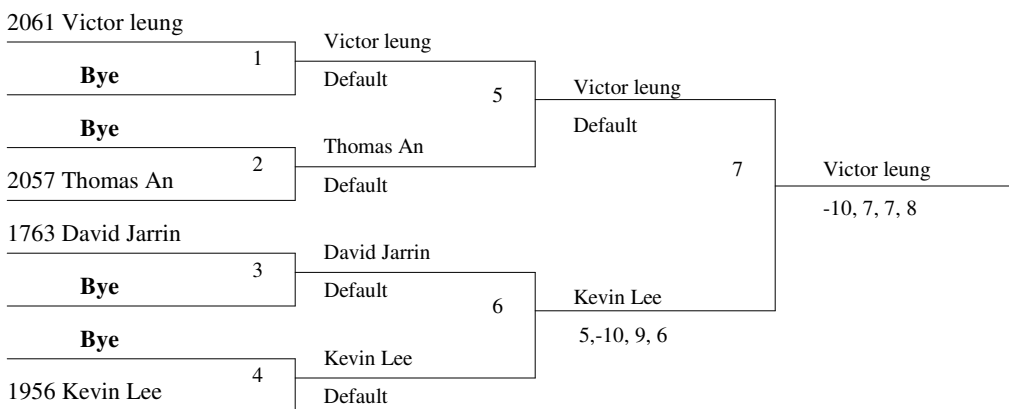 2061 Victor leung
1
Bye
Victor leung
Default
Bye
2
2057 Thomas An
Thomas An
Default
5
Victor leung
Default
1763 David Jarrin
3
Bye
David Jarrin
Default
Bye
4
1956 Kevin Lee
Kevin Lee
Default
6
Kevin Lee
5,-10, 9, 6
7
Victor leung
-10, 7, 7, 8